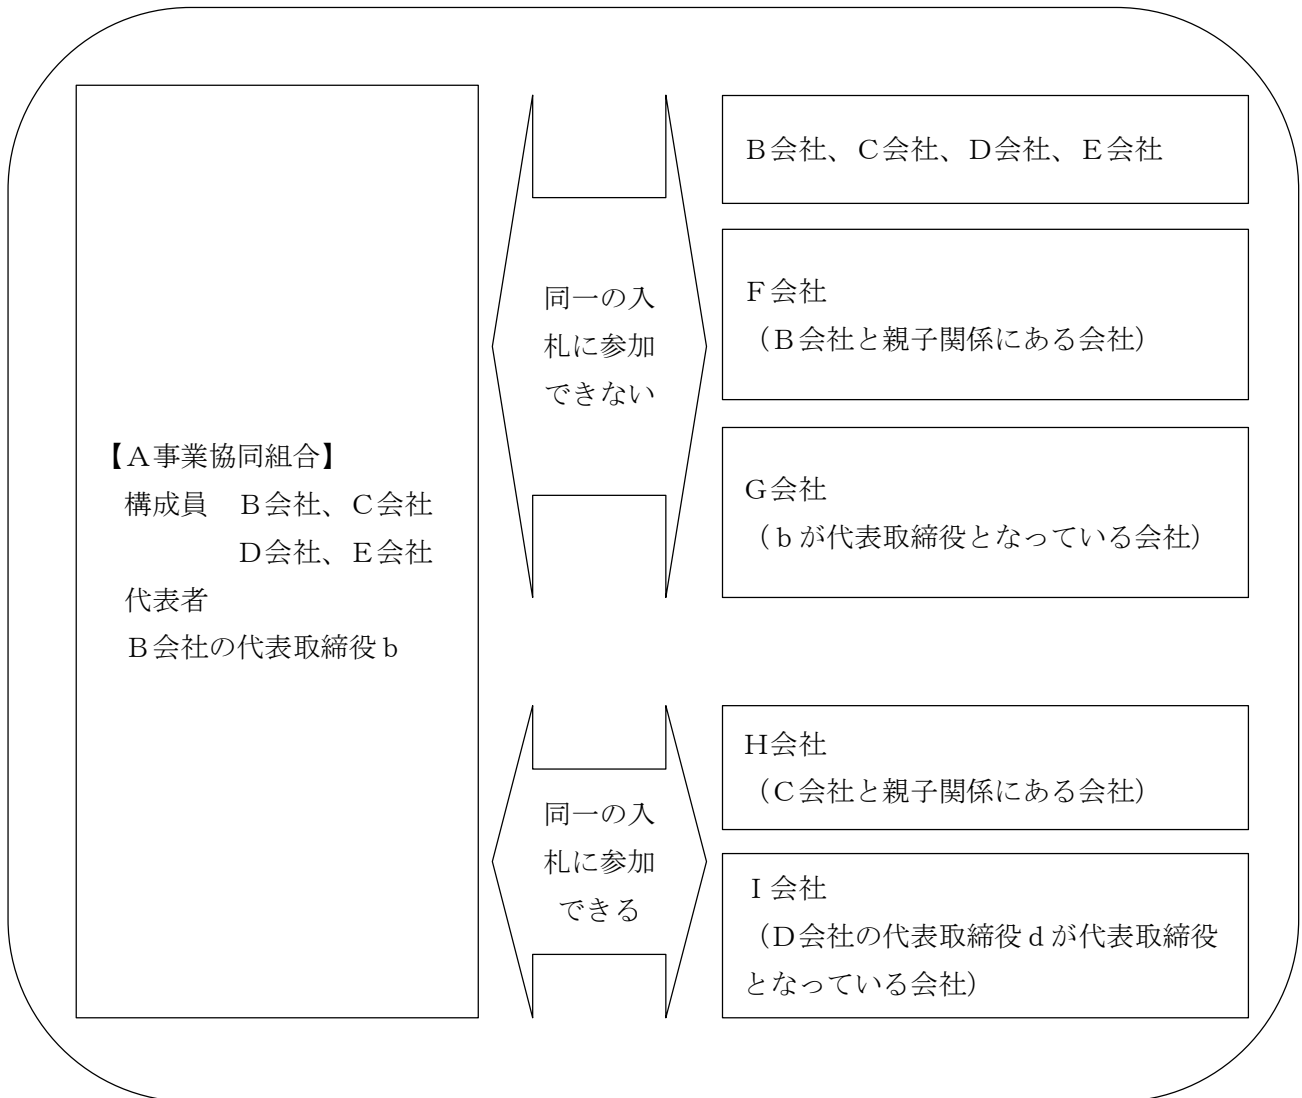 【Ａ事業協同組合】
構成員　Ｂ会社、Ｃ会社
Ｄ会社、Ｅ会社
代表者
Ｂ会社の代表取締役ｂ
同一の入
札に参加
できない
Ｂ会社、Ｃ会社、Ｄ会社、Ｅ会社
Ｆ会社
（Ｂ会社と親子関係にある会社）
Ｇ会社
（ｂが代表取締役となっている会社）
同一の入
札に参加
できる
Ｈ会社
（Ｃ会社と親子関係にある会社）
Ｉ会社
（Ｄ会社の代表取締役ｄが代表取締役
となっている会社）